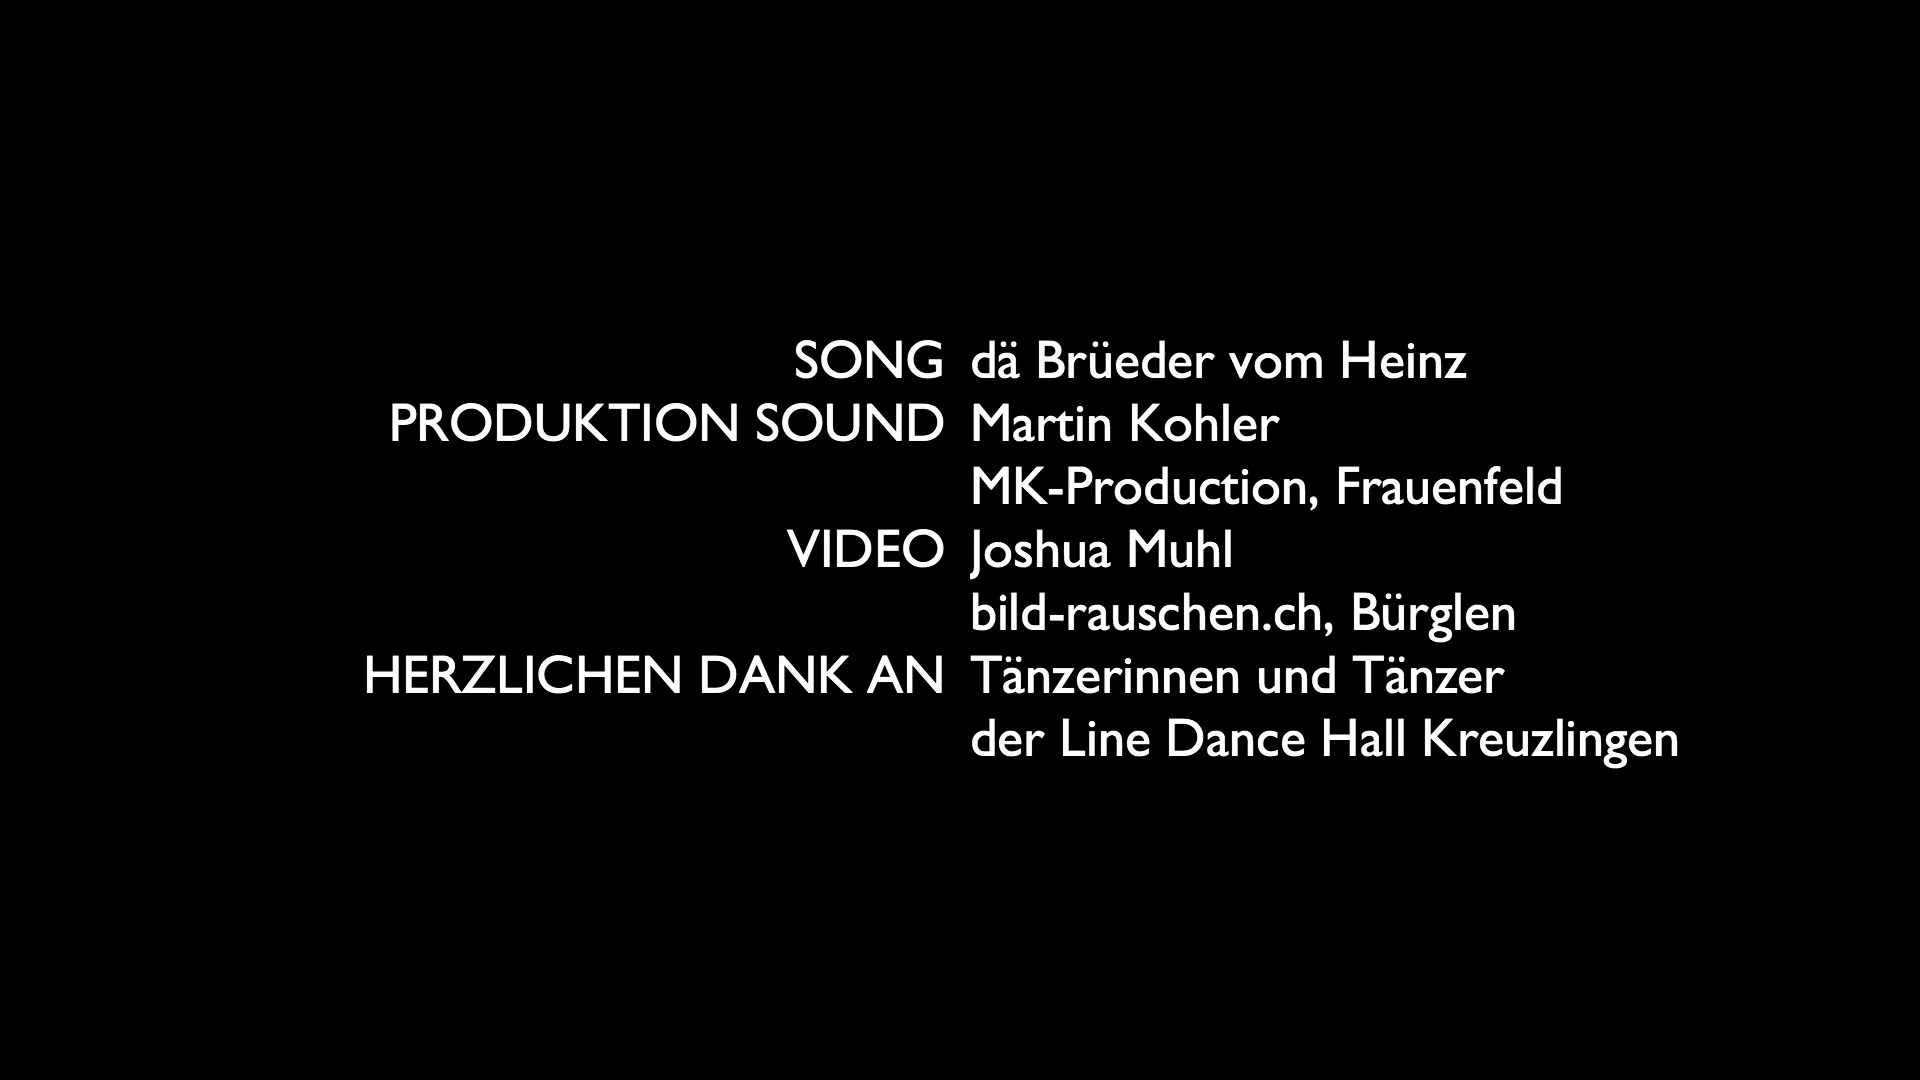 SONG dä Brüeder vom Heinz
PRODUKTION SOUND Martin Kohler
MK-Production, Frauenfeld
VIDEO Joshua Muhl
bild-rauschen.ch, Bürglen
HERZLICHEN DANK AN Tänzerinnen und Tänzer
der Line Dance Hall Kreuzlingen